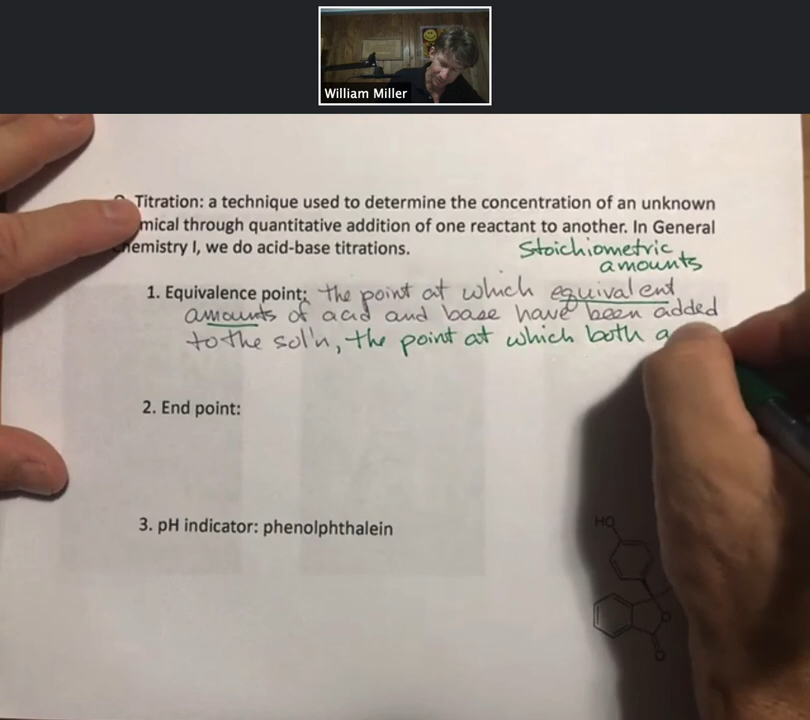 William Miller
Titration: a technique used to determine the concentration of an unknown
mical through quantitative addition of one reactant to another. In General
emistry I, we do acid-base titrations.
Stoichiometric
amounts
1. Equivalence point: the point at which equivalent
amounts of acid and base have been added
to the sol'n, the point at which both a
2. End point:
3. pH indicator: phenolphthalein
HO
O
O